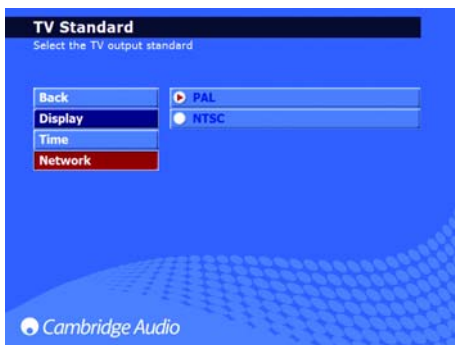 TV Standard
Select the TV output standard
Back
PAL
Display
NTSC
Time
Network
Cambridge Audio